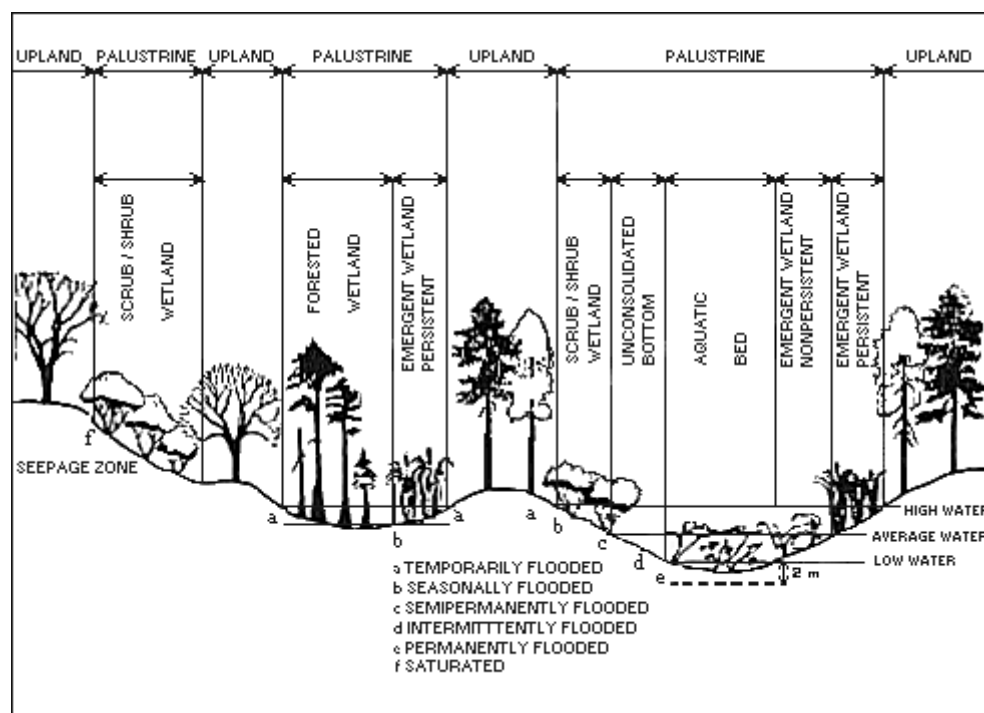 UPLAND PALUSTRINE UPLAND PALUSTRINE UPLAND PALUSTRINE UPLAND
SCRUB / SHRUB
WETLAND
FORESTED
WETLAND
EMERGENT WETLAND
PERSISTENT
SCRUB / SHRUB
WETLAND
UNCONSOLIDATED
BOTTOM
AQUATIC
BED
EMERGENT WETLAND
NONPERSISTENT
EMERGENT WETLAND
PERSISTENT
f
SEEPAGE ZONE
a
b
a
a
b
c
d
e
HIGH WATER
AVERAGE WATER
LOW WATER
2 m
a TEMPORARILY FLOODED
b SEASONALLY FLOODED
c SEMIPERMANENTLY FLOODED
d INTERMITTTENTLY FLOODED
e PERMANENTLY FLOODED
f SATURATED